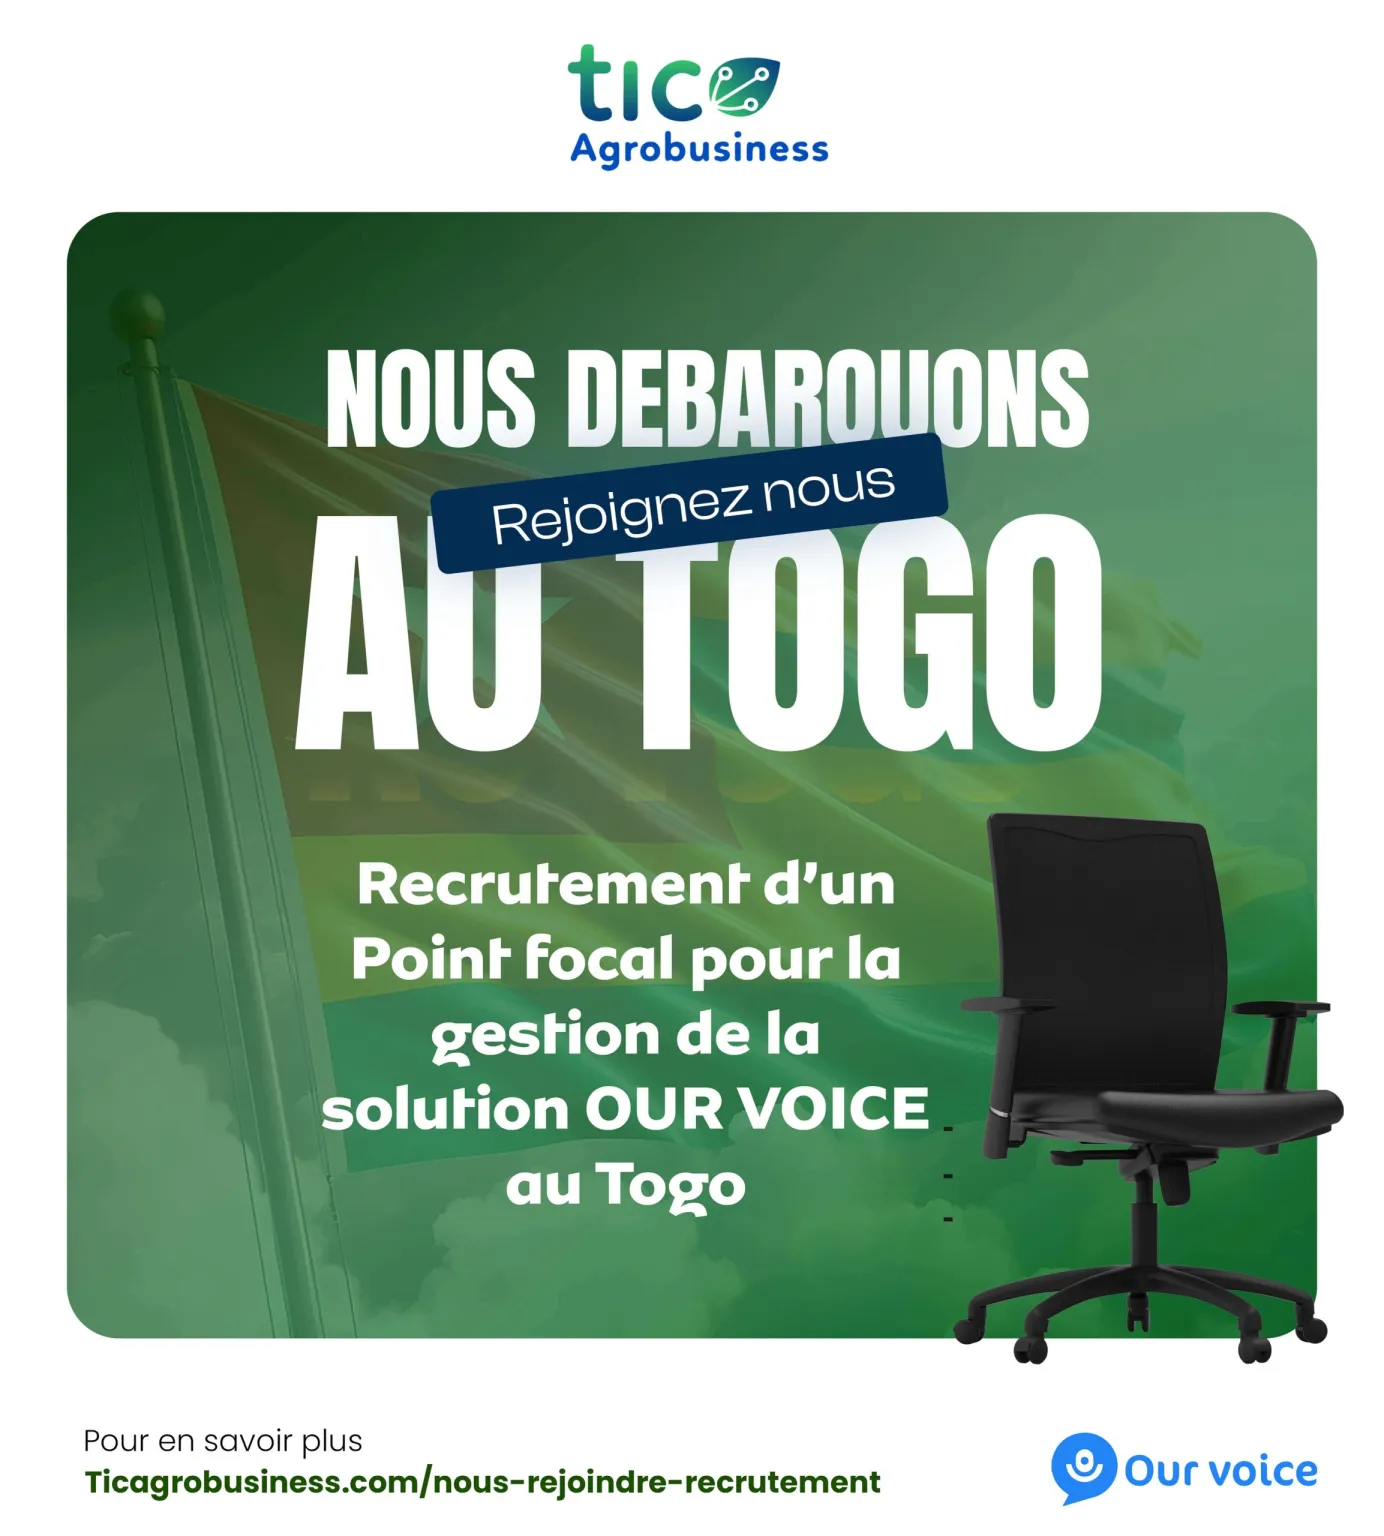 tico
Agrobusiness
NOUS DEBARQUONS
Rejoignez nous
AU TOGO
Recrutement d'un
Point focal pour la
gestion de la
solution OUR VOICE
au Togo
Pour en savoir plus
Ticagrobusiness.com/nous-rejoindre-recrutement
Our voice